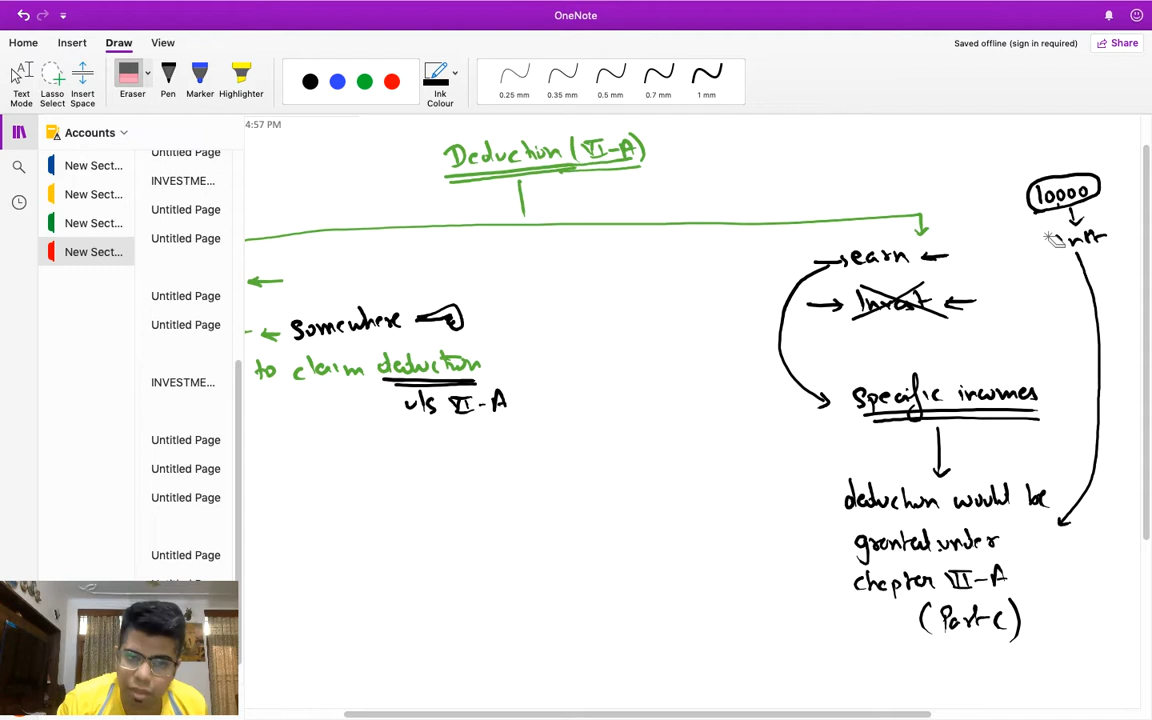 OneNote
Home
Insert
Draw
View
Saved offline (sign in required)
Share
Text Mode
Lasso Select
Insert Space
Eraser
Pen
Marker
Highlighter
Ink Colour
0.25 mm
0.35 mm
0.5 mm
0.7 mm
1 mm
Accounts
New Sect...
New Sect...
New Sect...
New Sect...
Untitled Page
INVESTME...
Untitled Page
Untitled Page
Untitled Page
Untitled Page
INVESTME...
Untitled Page
Untitled Page
Untitled Page
Untitled Page
4:57 PM
Deduction (VI-A)
somewhere
to claim deduction
u/s VI-A
10000
earn
Invest
specific incomes
deduction would be
granted under
chapter VI-A
(Part-C)